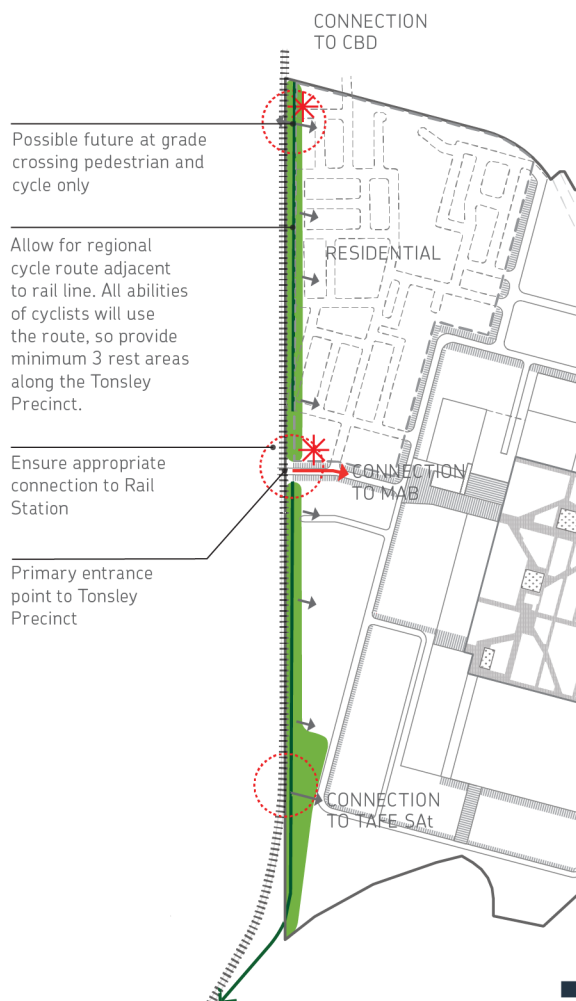 CONNECTION
TO CBD
Possible future at grade
crossing pedestrian and
cycle only
Allow for regional
cycle route adjacent
to rail line. All abilities
of cyclists will use
the route, so provide
minimum 3 rest areas
along the Tonsley
Precinct.
RESIDENTIAL
Ensure appropriate
connection to Rail
Station
CONNECTION
TO MAB
Primary entrance
point to Tonsley
Precinct
CONNECTION
TO TAFE SAt